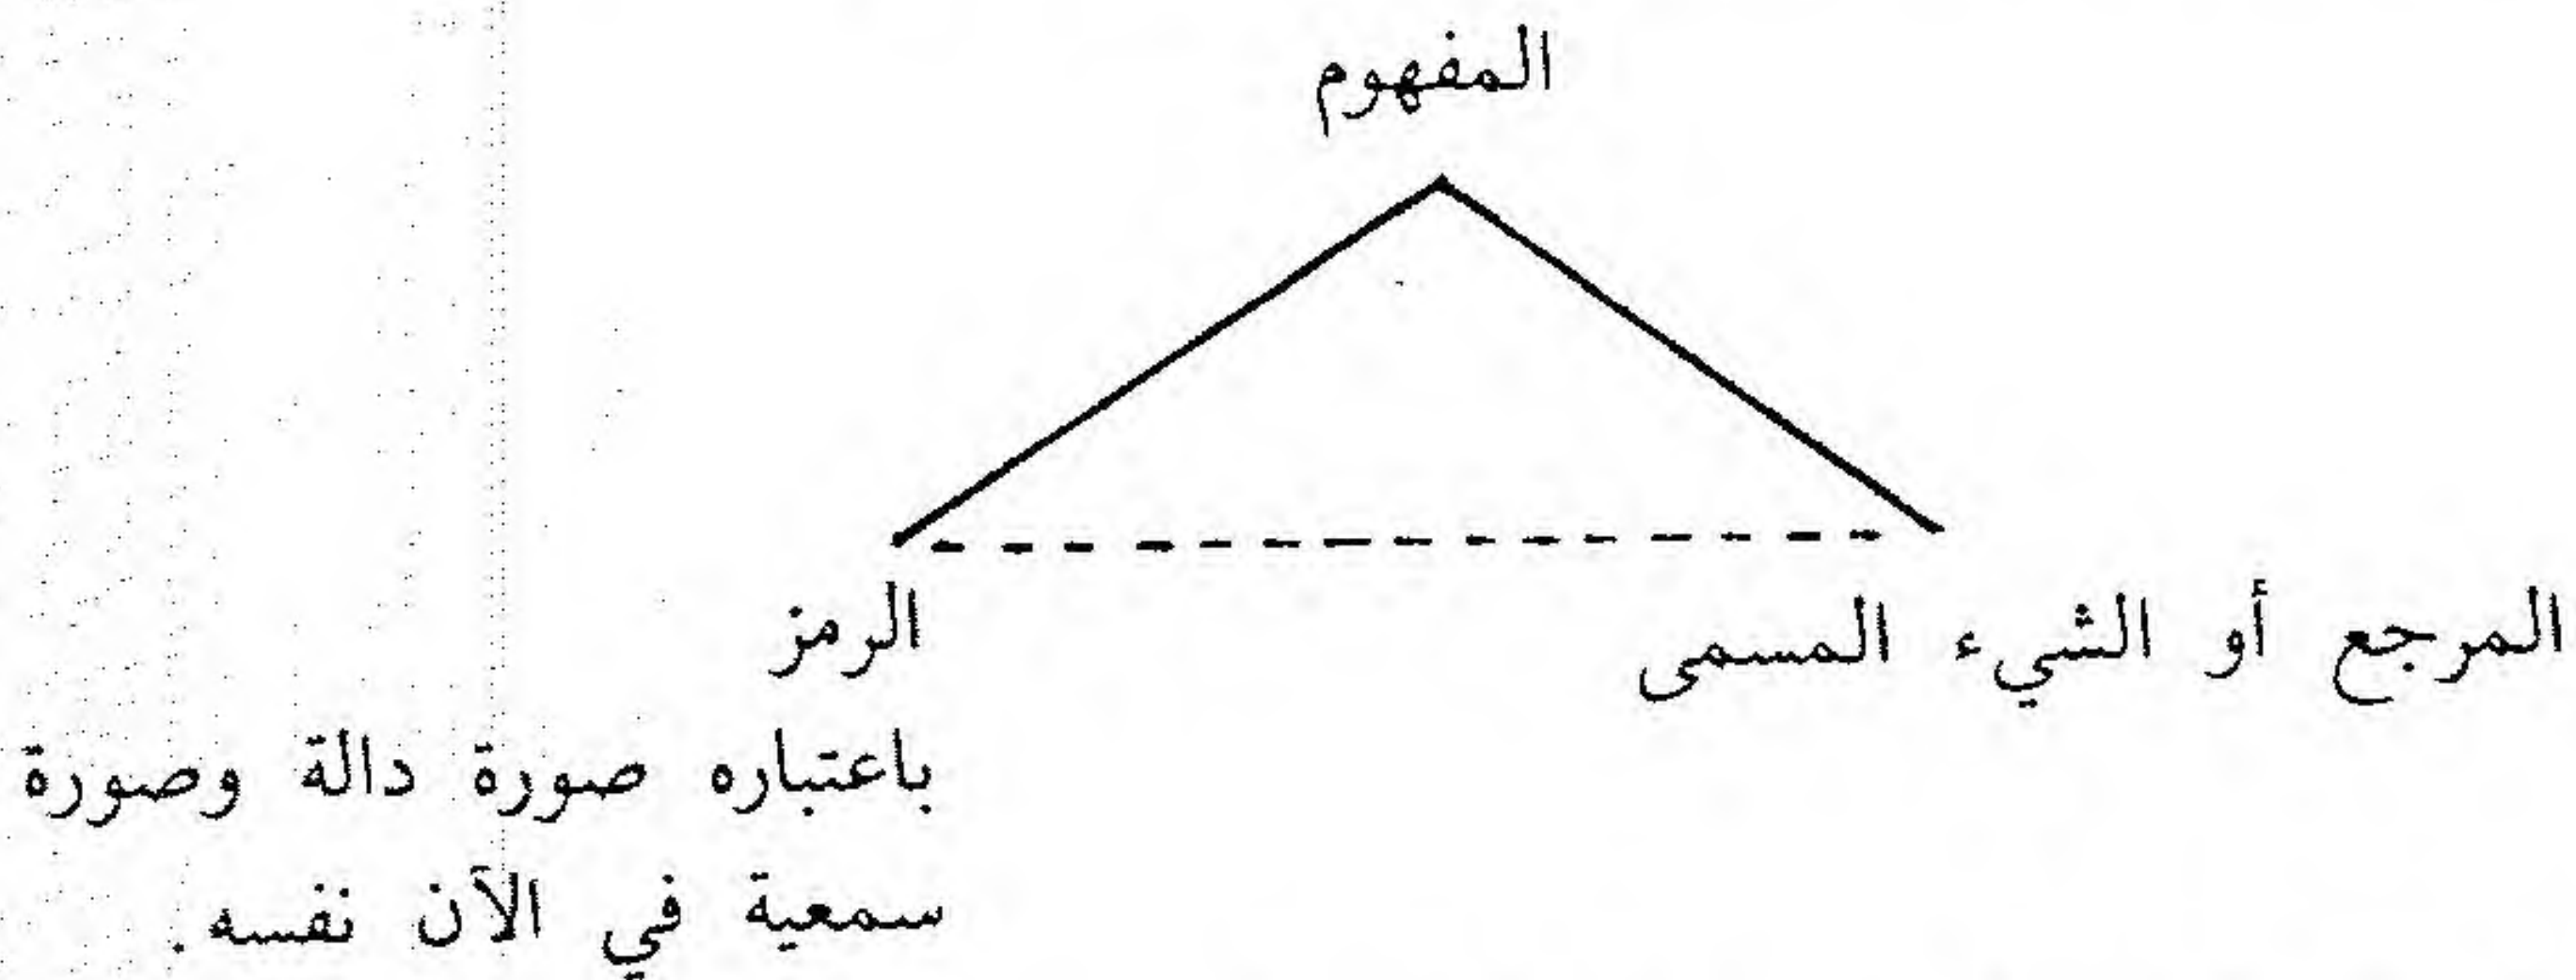 المفهوم
المرجع أو الشيء المسمى
الرمز
باعتباره صورة دالة وصورة
سمعية في الآن نفسه.